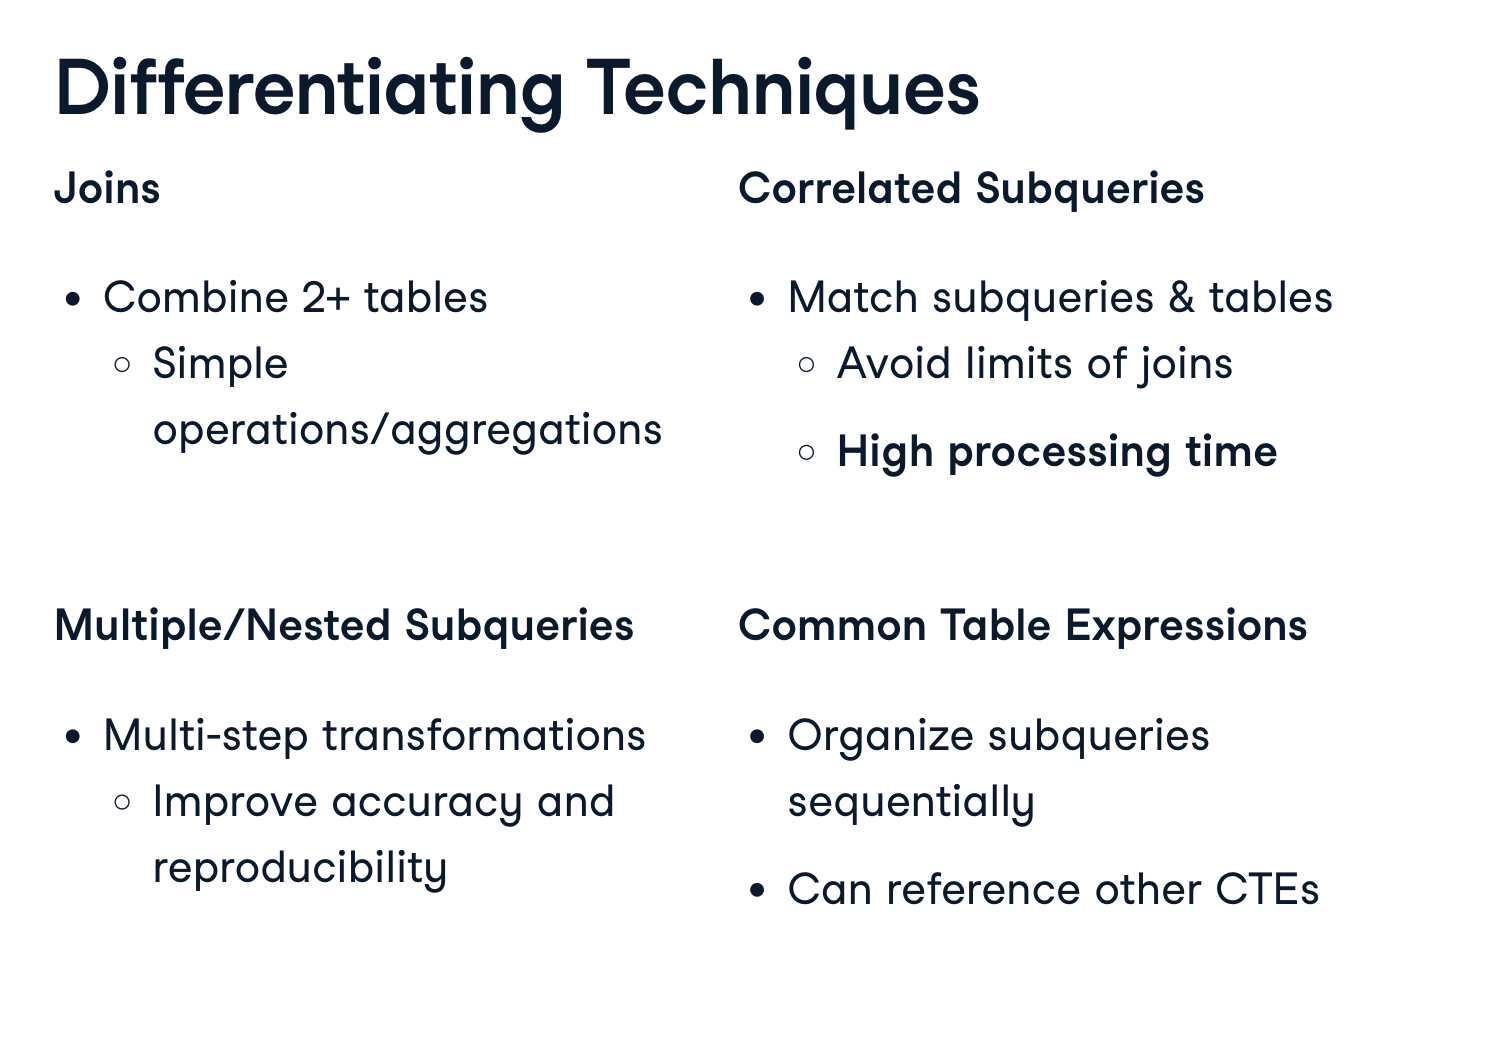 Differentiating Techniques
Joins
• Combine 2+ tables
○ Simple
operations/aggregations
Correlated Subqueries
• Match subqueries & tables
○ Avoid limits of joins
○ High processing time
Multiple/Nested Subqueries
• Multi-step transformations
○ Improve accuracy and
reproducibility
Common Table Expressions
• Organize subqueries
sequentially
• Can reference other CTEs